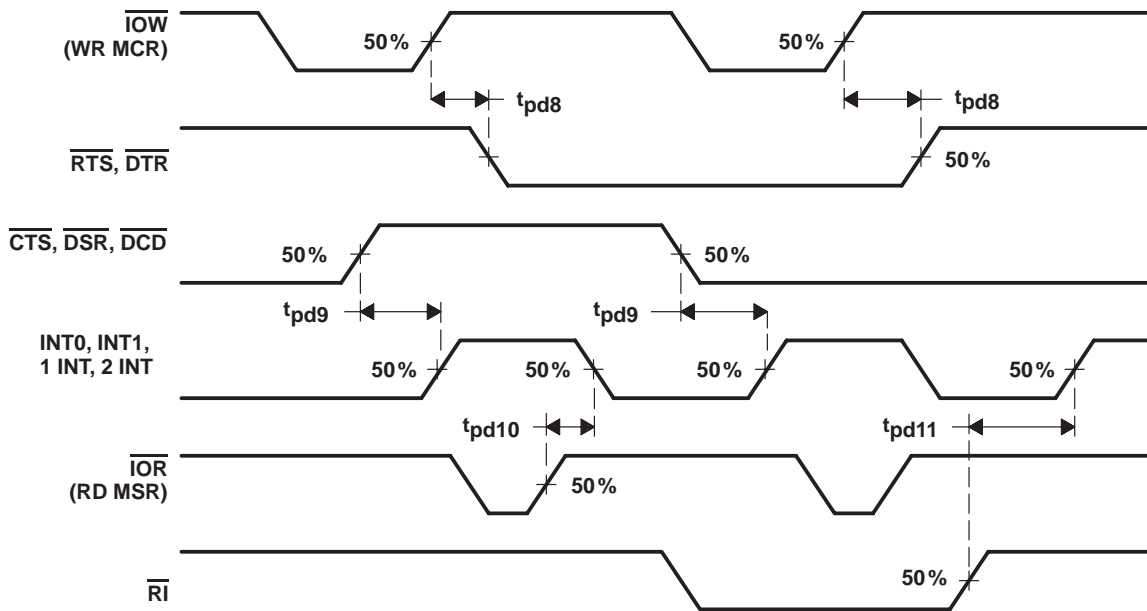 IOW
(WR MCR)
50%
50%
tpd8
tpd8
RTS, DTR
50%
CTS, DSR, DCD
50%
50%
tpd9
tpd9
INT0, INT1,
1 INT, 2 INT
50%
50%
50%
50%
tpd10
tpd11
IOR
(RD MSR)
50%
50%
RI